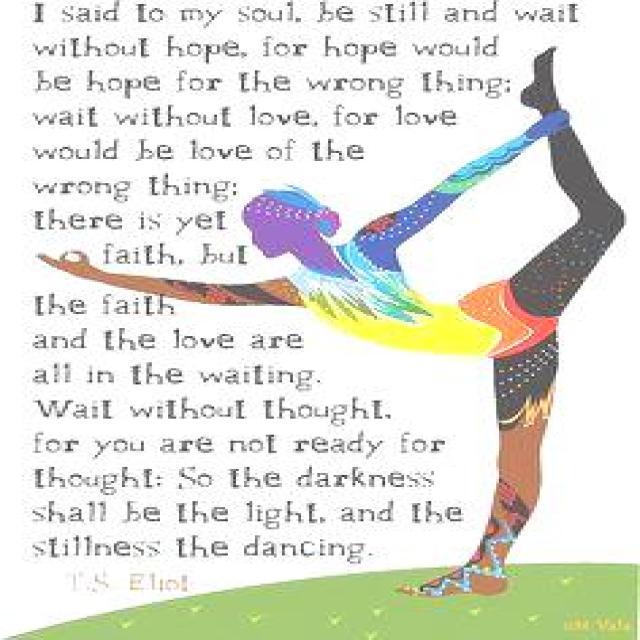 I said to my soul, be still and wait
without hope, for hope would
be hope for the wrong thing;
wait without love, for love
would be love of the
wrong thing;
there is yet
faith, but
the faith
and the love are
all in the waiting.
Wait without thought,
for you are not ready for
thought: So the darkness
shall be the light, and the
stillness the dancing.
T.S. Eliot